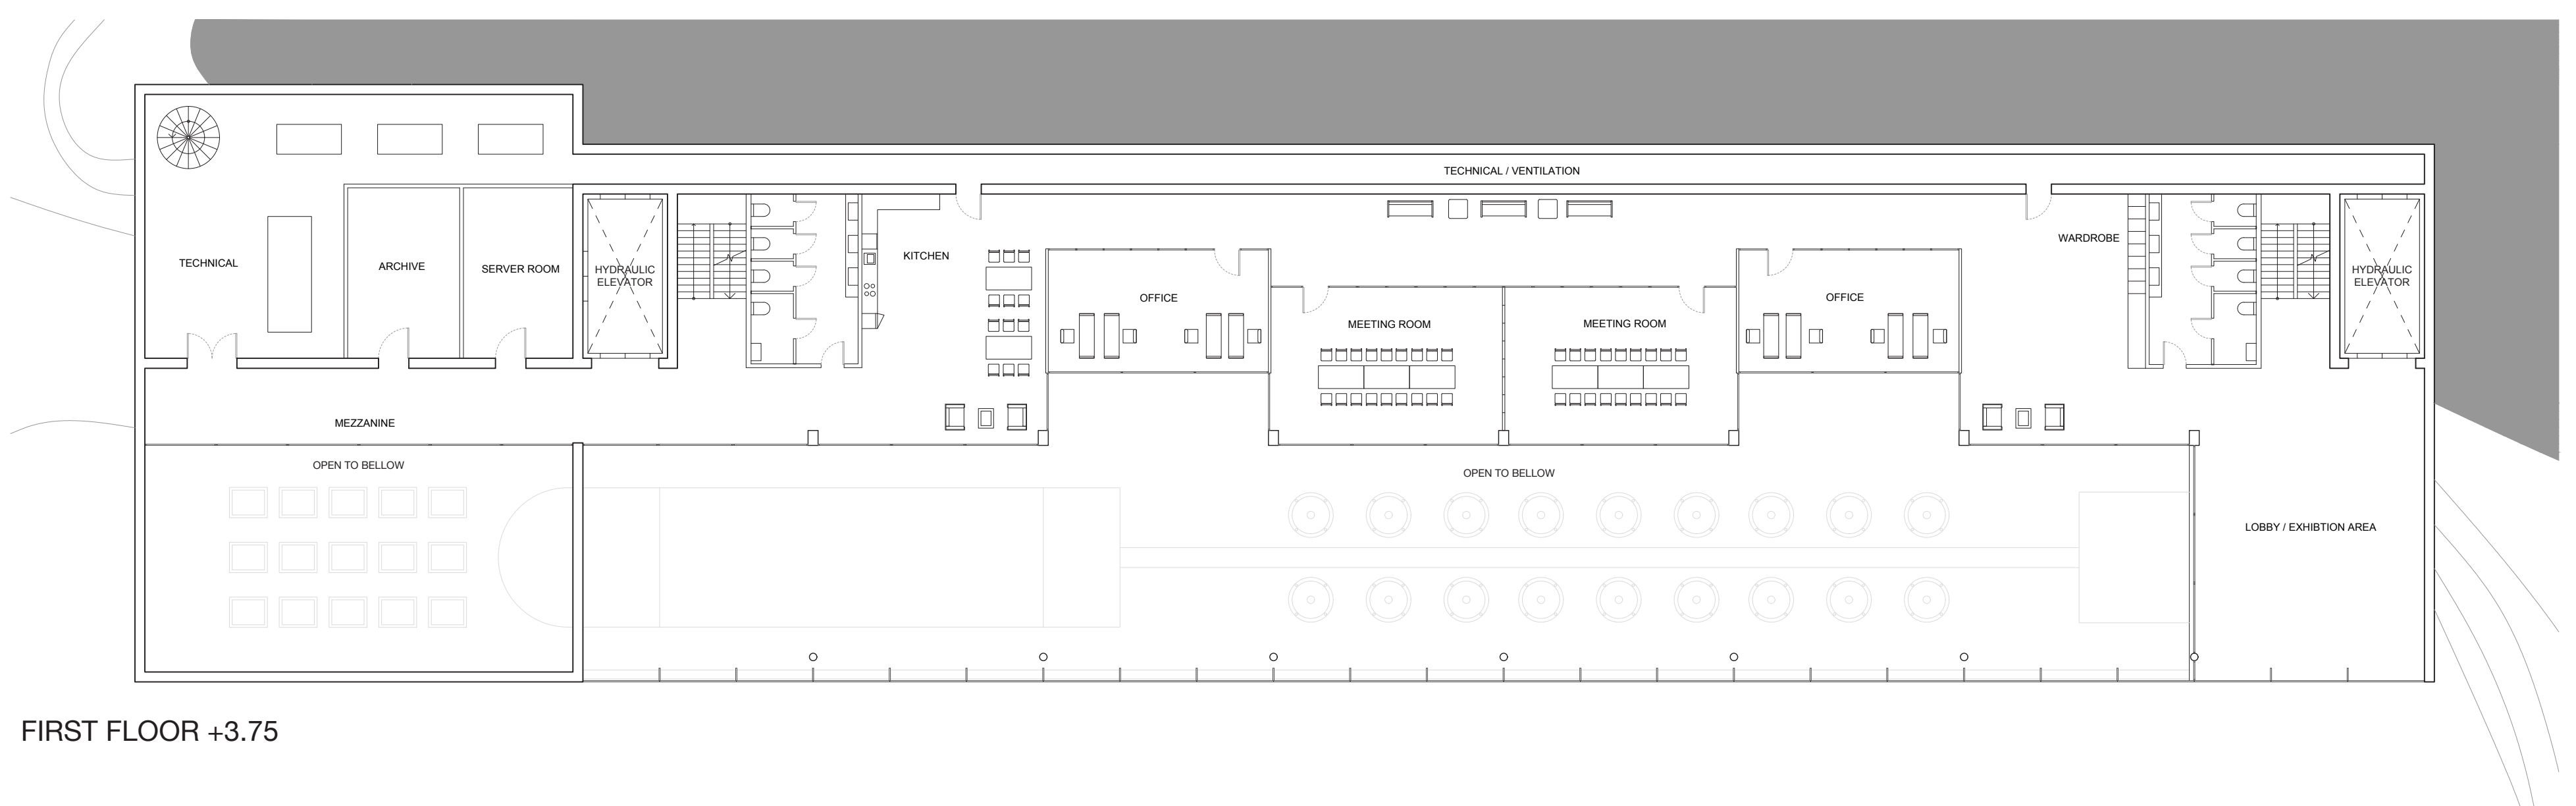 TECHNICAL / VENTILATION
TECHNICAL
ARCHIVE
SERVER ROOM
HYDRAULIC
ELEVATOR
KITCHEN
OFFICE
MEETING ROOM
MEETING ROOM
OFFICE
WARDROBE
HYDRAULIC
ELEVATOR
MEZZANINE
OPEN TO BELLOW
OPEN TO BELLOW
LOBBY / EXHIBTION AREA
FIRST FLOOR +3.75